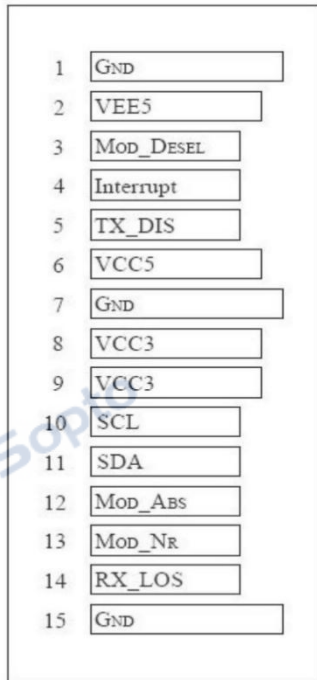 1 GND
2 VEE5
3 MOD_DESEL
4 Interrupt
5 TX_DIS
6 VCC5
7 GND
8 VCC3
9 VCC3
10 SCL
11 SDA
12 MOD_ABS
13 MOD_NR
14 RX_LOS
15 GND
Sopto